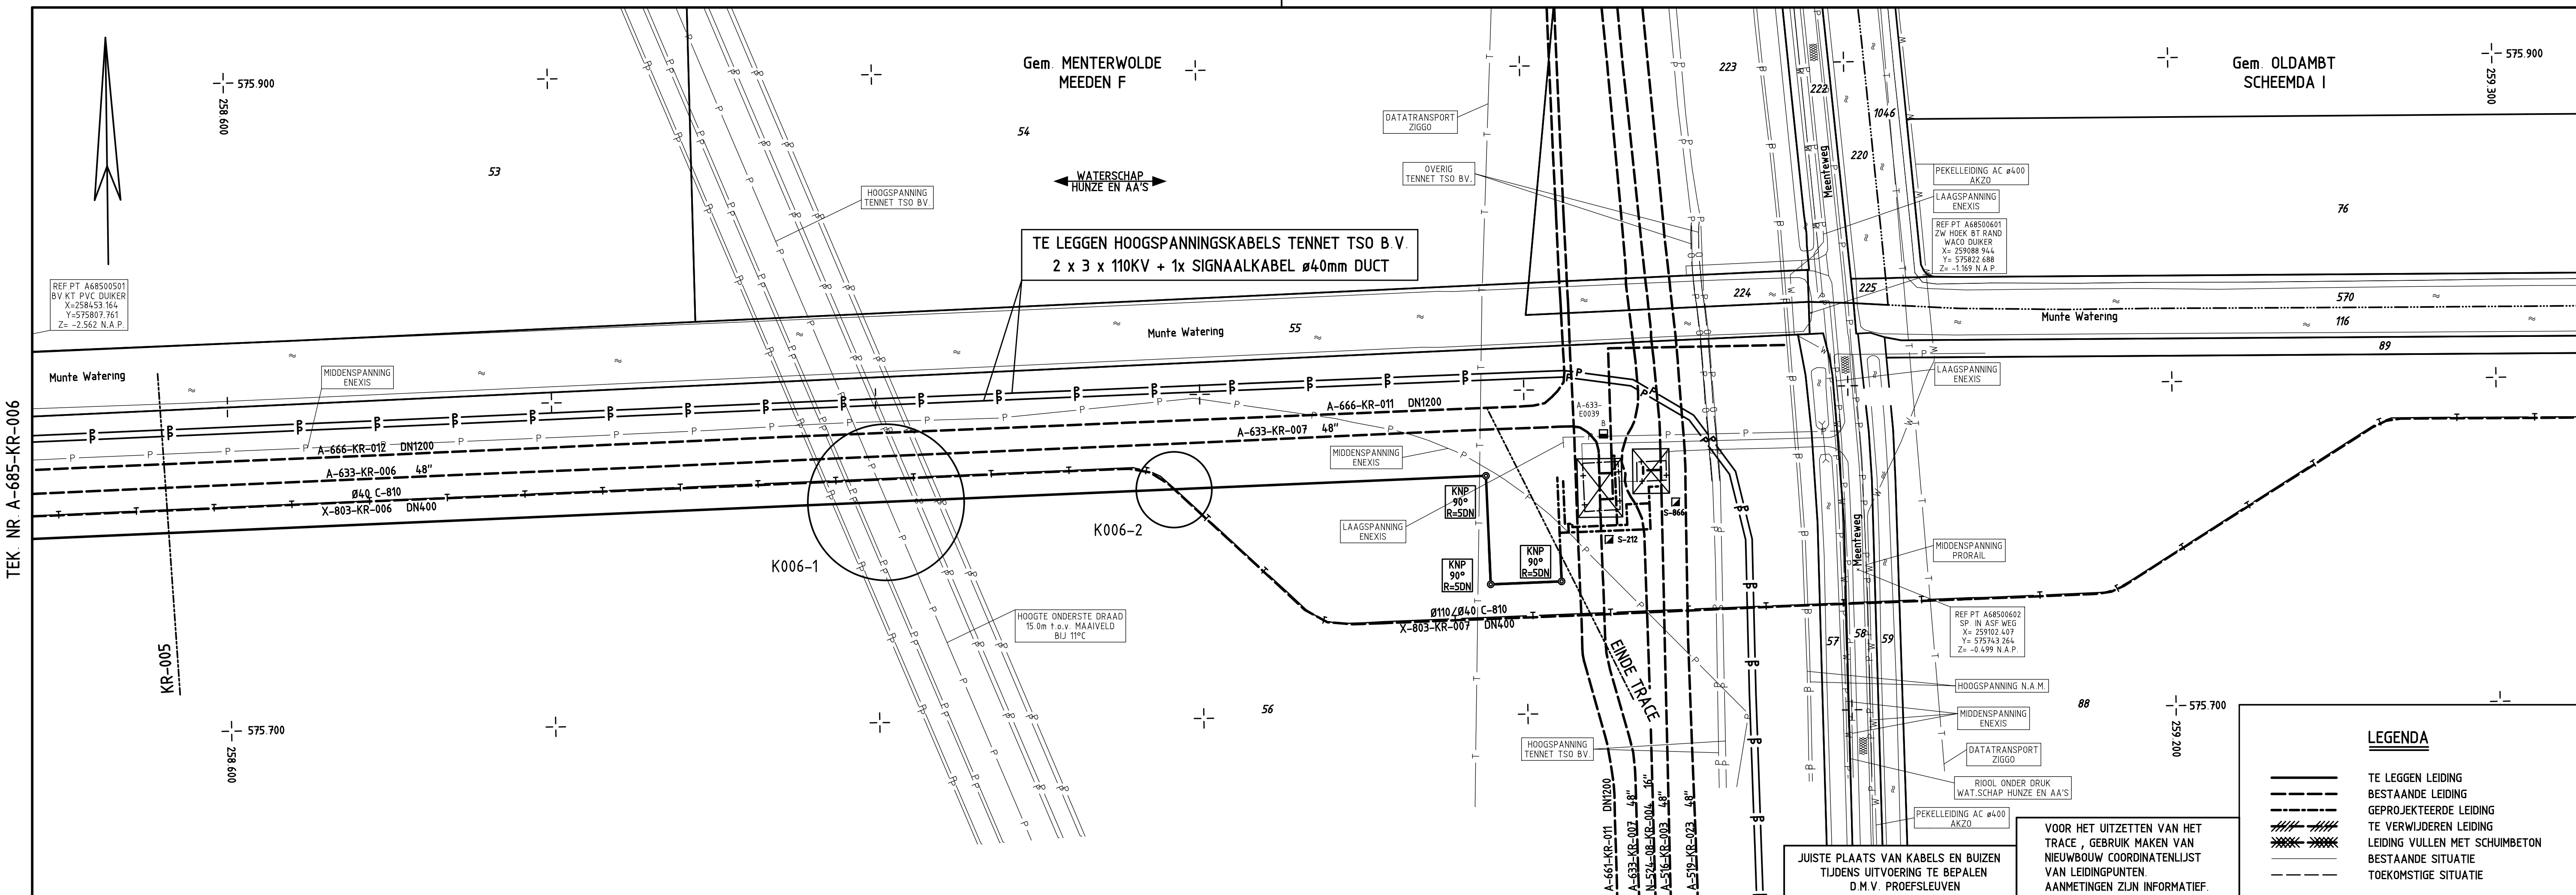 TEK. NR. A-685-KR-006
575.900
258.600
Gem. MENTERWOLDE
MEEDEN F
54
53
WATERSCHAP
HUNZE EN AA'S
HOOGSPANNING
TENNET TSO BV.
DATATRANSPORT
ZIGGO
OVERIG
TENNET TSO BV.
223
222
1046
220
Meenteweg
Gem. OLDAMBT
SCHEEMDA I
575.900
259.300
76
PEKELLEIDING AC ø400
AKZO
LAAGSPANNING
ENEXIS
REF.PT A68500601
ZW HOEK BT.RAND
WACO DUIKER
X= 259088.944
Y= 575822.688
Z= -1.169 N.A.P.
TE LEGGEN HOOGSPANNINGSKABELS TENNET TSO B.V.
2 x 3 x 110KV + 1x SIGNAALKABEL ø40mm DUCT
REF.PT A68500501
BV KT PVC DUIKER
X=258453.164
Y=575807.761
Z= -2.562 N.A.P.
224
225
570
Munte Watering
116
89
Munte Watering
55
Munte Watering
MIDDENSPANNING
ENEXIS
LAAGSPANNING
ENEXIS
A-666-KR-011 DN1200
A-633-KR-007 48"
A-633-
E0039
B
A-666-KR-012 DN1200
A-633-KR-006 48"
Ø40 C-810
X-803-KR-006 DN400
MIDDENSPANNING
ENEXIS
LAAGSPANNING
ENEXIS
KNP
90°
R=5DN
KNP
90°
R=5DN
KNP
90°
R=5DN
S-866
S-212
K006-1
K006-2
Meenteweg
MIDDENSPANNING
PRORAIL
HOOGTE ONDERSTE DRAAD
15.0m t.o.v. MAAIVELD
BIJ 11°C
Ø110/Ø40 C-810
X-803-KR-007 DN400
REF.PT A68500602
SP. IN ASF.WEG
X= 259102.407
Y= 575743.264
Z= -0.499 N.A.P.
57
58
59
KR-005
EINDE TRACE
56
HOOGSPANNING N.A.M.
88
MIDDENSPANNING
ENEXIS
575.700
258.600
575.700
259.200
HOOGSPANNING
TENNET TSO BV.
DATATRANSPORT
ZIGGO
RIOOL ONDER DRUK
WAT.SCHAP HUNZE EN AA'S
PEKELLEIDING AC ø400
AKZO
A-661-KR-011 DN1200
A-633-KR-007 48"
N-524-08-KR-004 16"
A-516-KR-003 48"
A-519-KR-023 48"
JUISTE PLAATS VAN KABELS EN BUIZEN
TIJDENS UITVOERING TE BEPALEN
D.M.V. PROEFSLEUVEN
VOOR HET UITZETTEN VAN HET
TRACE , GEBRUIK MAKEN VAN
NIEUWBOUW COORDINATENLIJST
VAN LEIDINGPUNTEN.
AANMETINGEN ZIJN INFORMATIEF.
LEGENDA
TE LEGGEN LEIDING
BESTAANDE LEIDING
GEPROJEKTEERDE LEIDING
TE VERWIJDEREN LEIDING
LEIDING VULLEN MET SCHUIMBETON
BESTAANDE SITUATIE
TOEKOMSTIGE SITUATIE